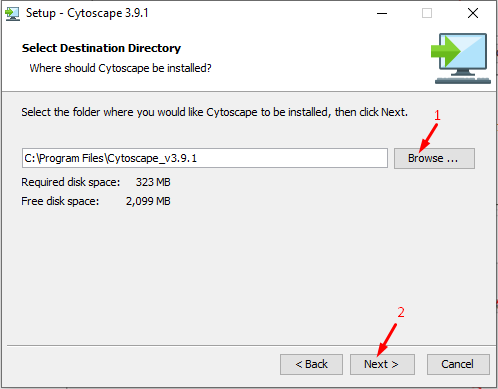 Setup - Cytoscape 3.9.1
Select Destination Directory
Where should Cytoscape be installed?
Select the folder where you would like Cytoscape to be installed, then click Next.
1
C:\Program Files\Cytoscape_v3.9.1
Browse ...
Required disk space: 323 MB
Free disk space: 2,099 MB
2
< Back
Next >
Cancel